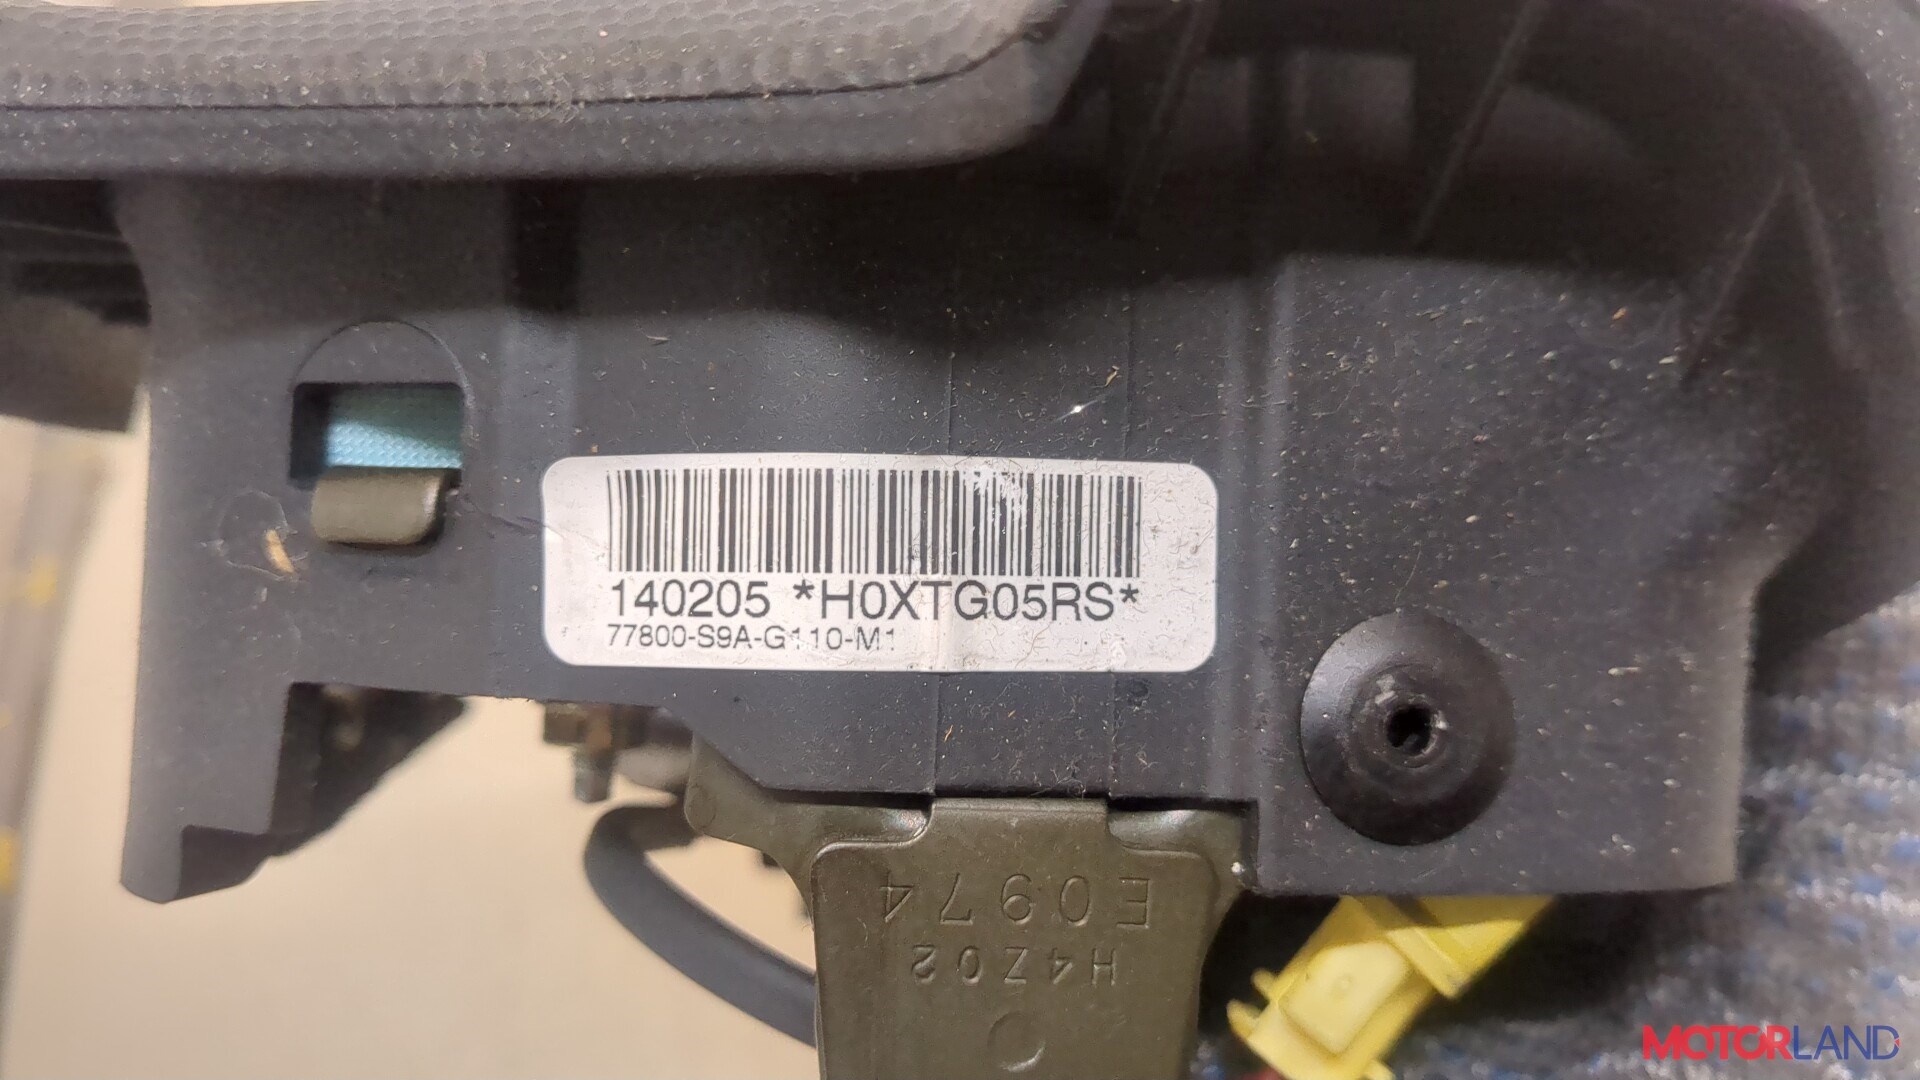 140205 *H0XTG05RS*
77800-S9A-G110-M1
E0974
H4Z02
MOTORLAND